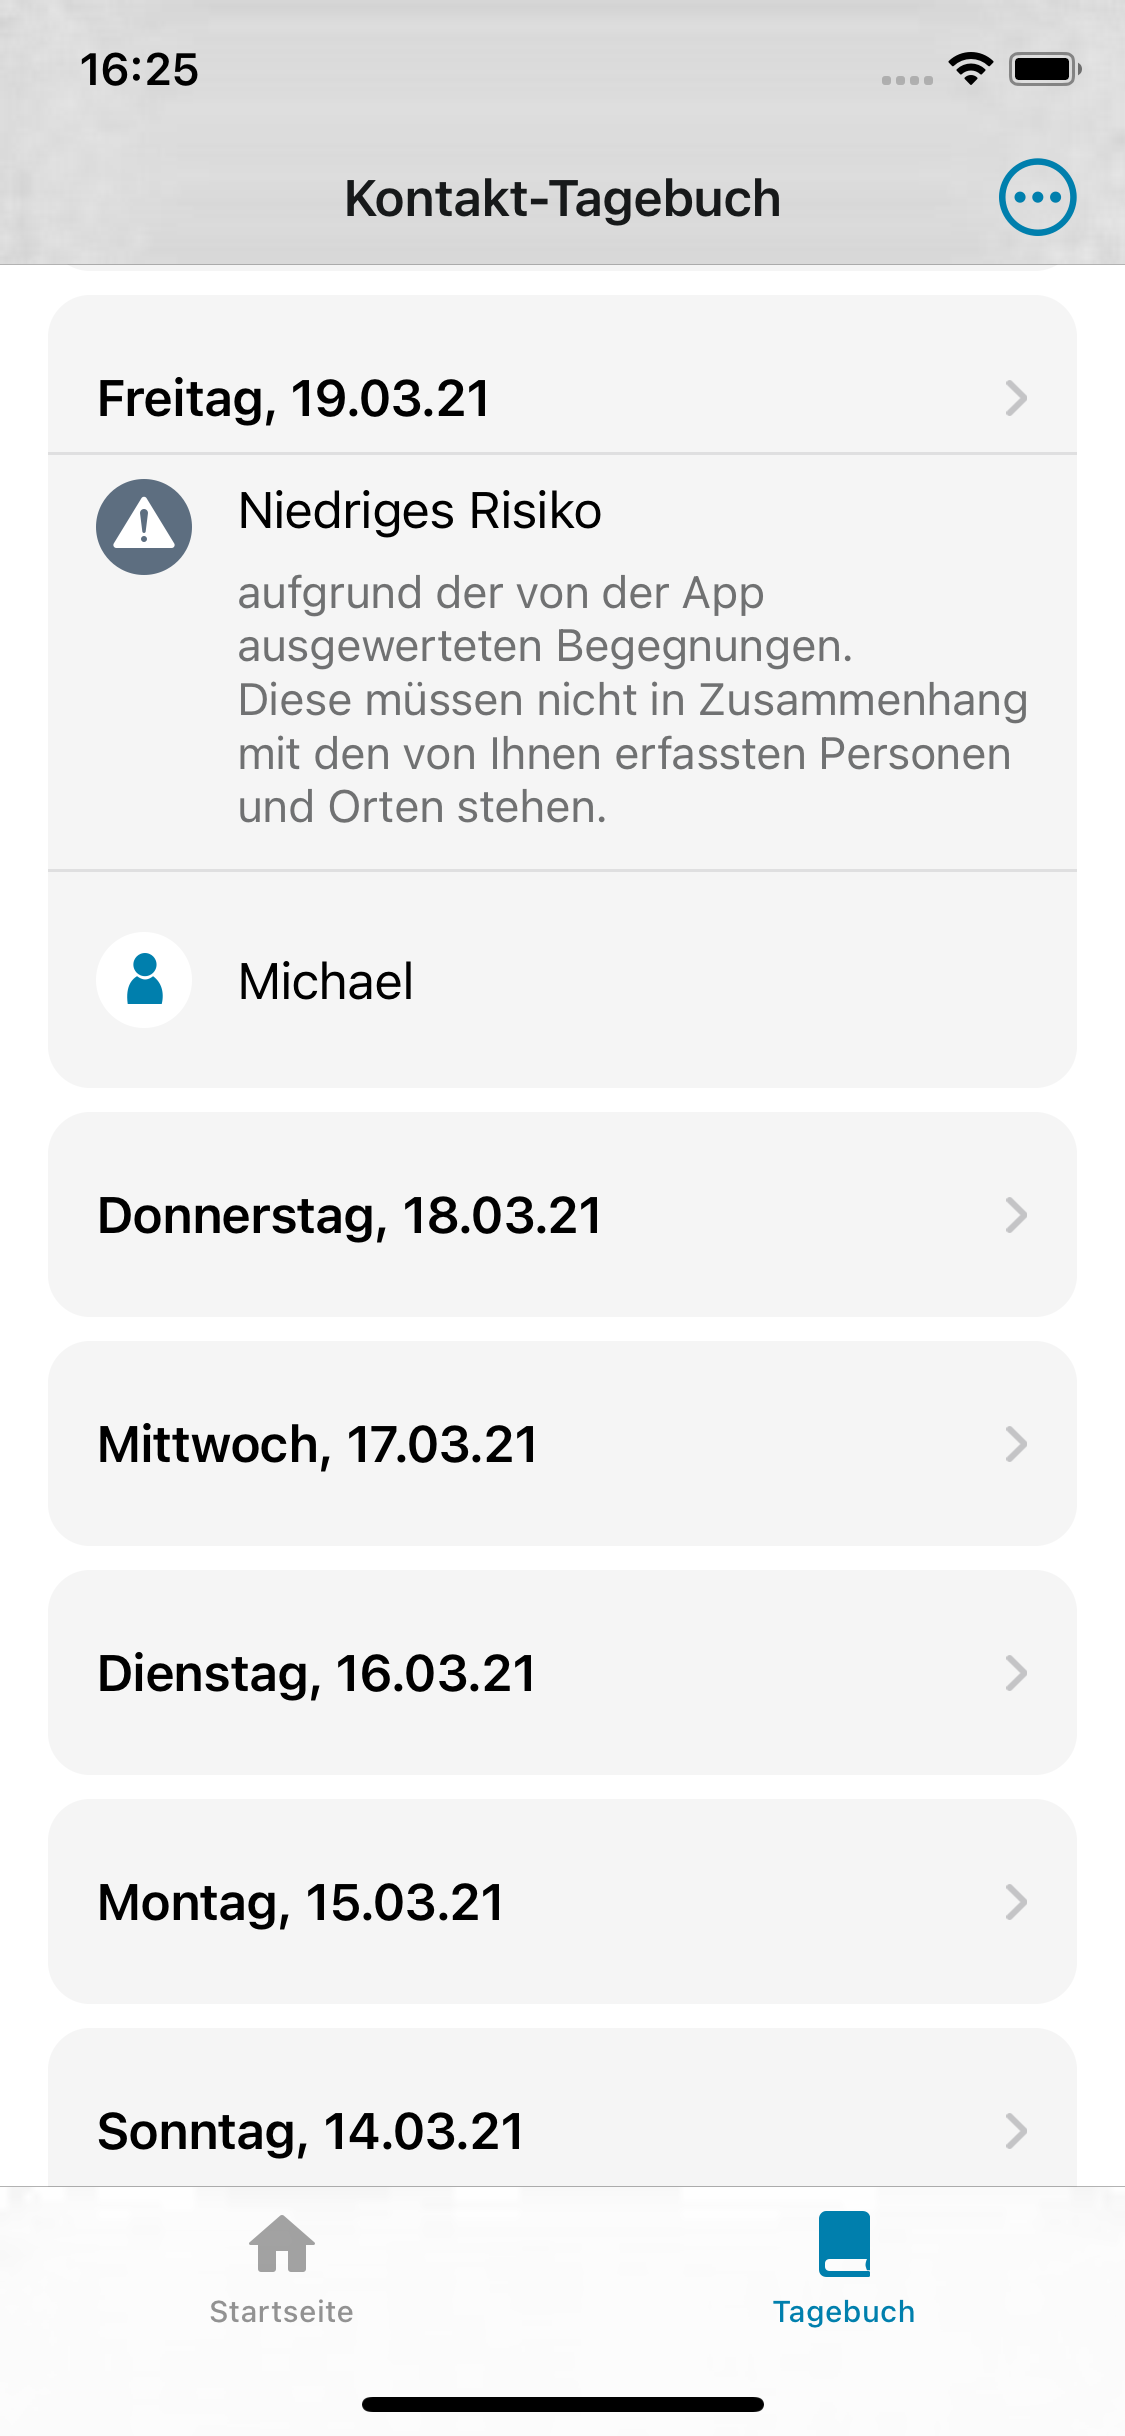 16:25
Kontakt-Tagebuch
Freitag, 19.03.21
Niedriges Risiko
aufgrund der von der App
ausgewerteten Begegnungen.
Diese müssen nicht in Zusammenhang
mit den von Ihnen erfassten Personen
und Orten stehen.
Michael
Donnerstag, 18.03.21
Mittwoch, 17.03.21
Dienstag, 16.03.21
Montag, 15.03.21
Sonntag, 14.03.21
Startseite
Tagebuch